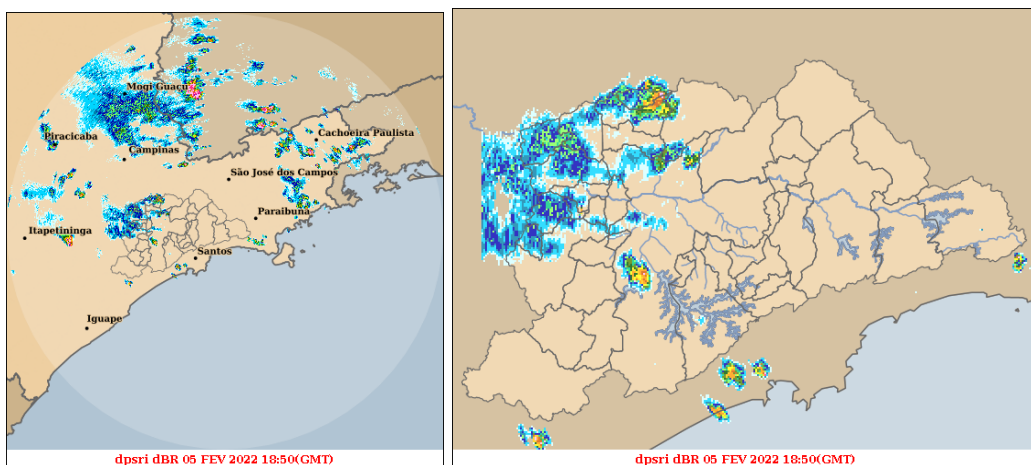 Mogi Guaçu
Piracicaba
Cachoeira Paulista
Campinas
São José dos Campos
Paraibuna
Itapetininga
Santos
Iguape
dpsri dBR 05 FEV 2022 18:50(GMT)
dpsri dBR 05 FEV 2022 18:50(GMT)